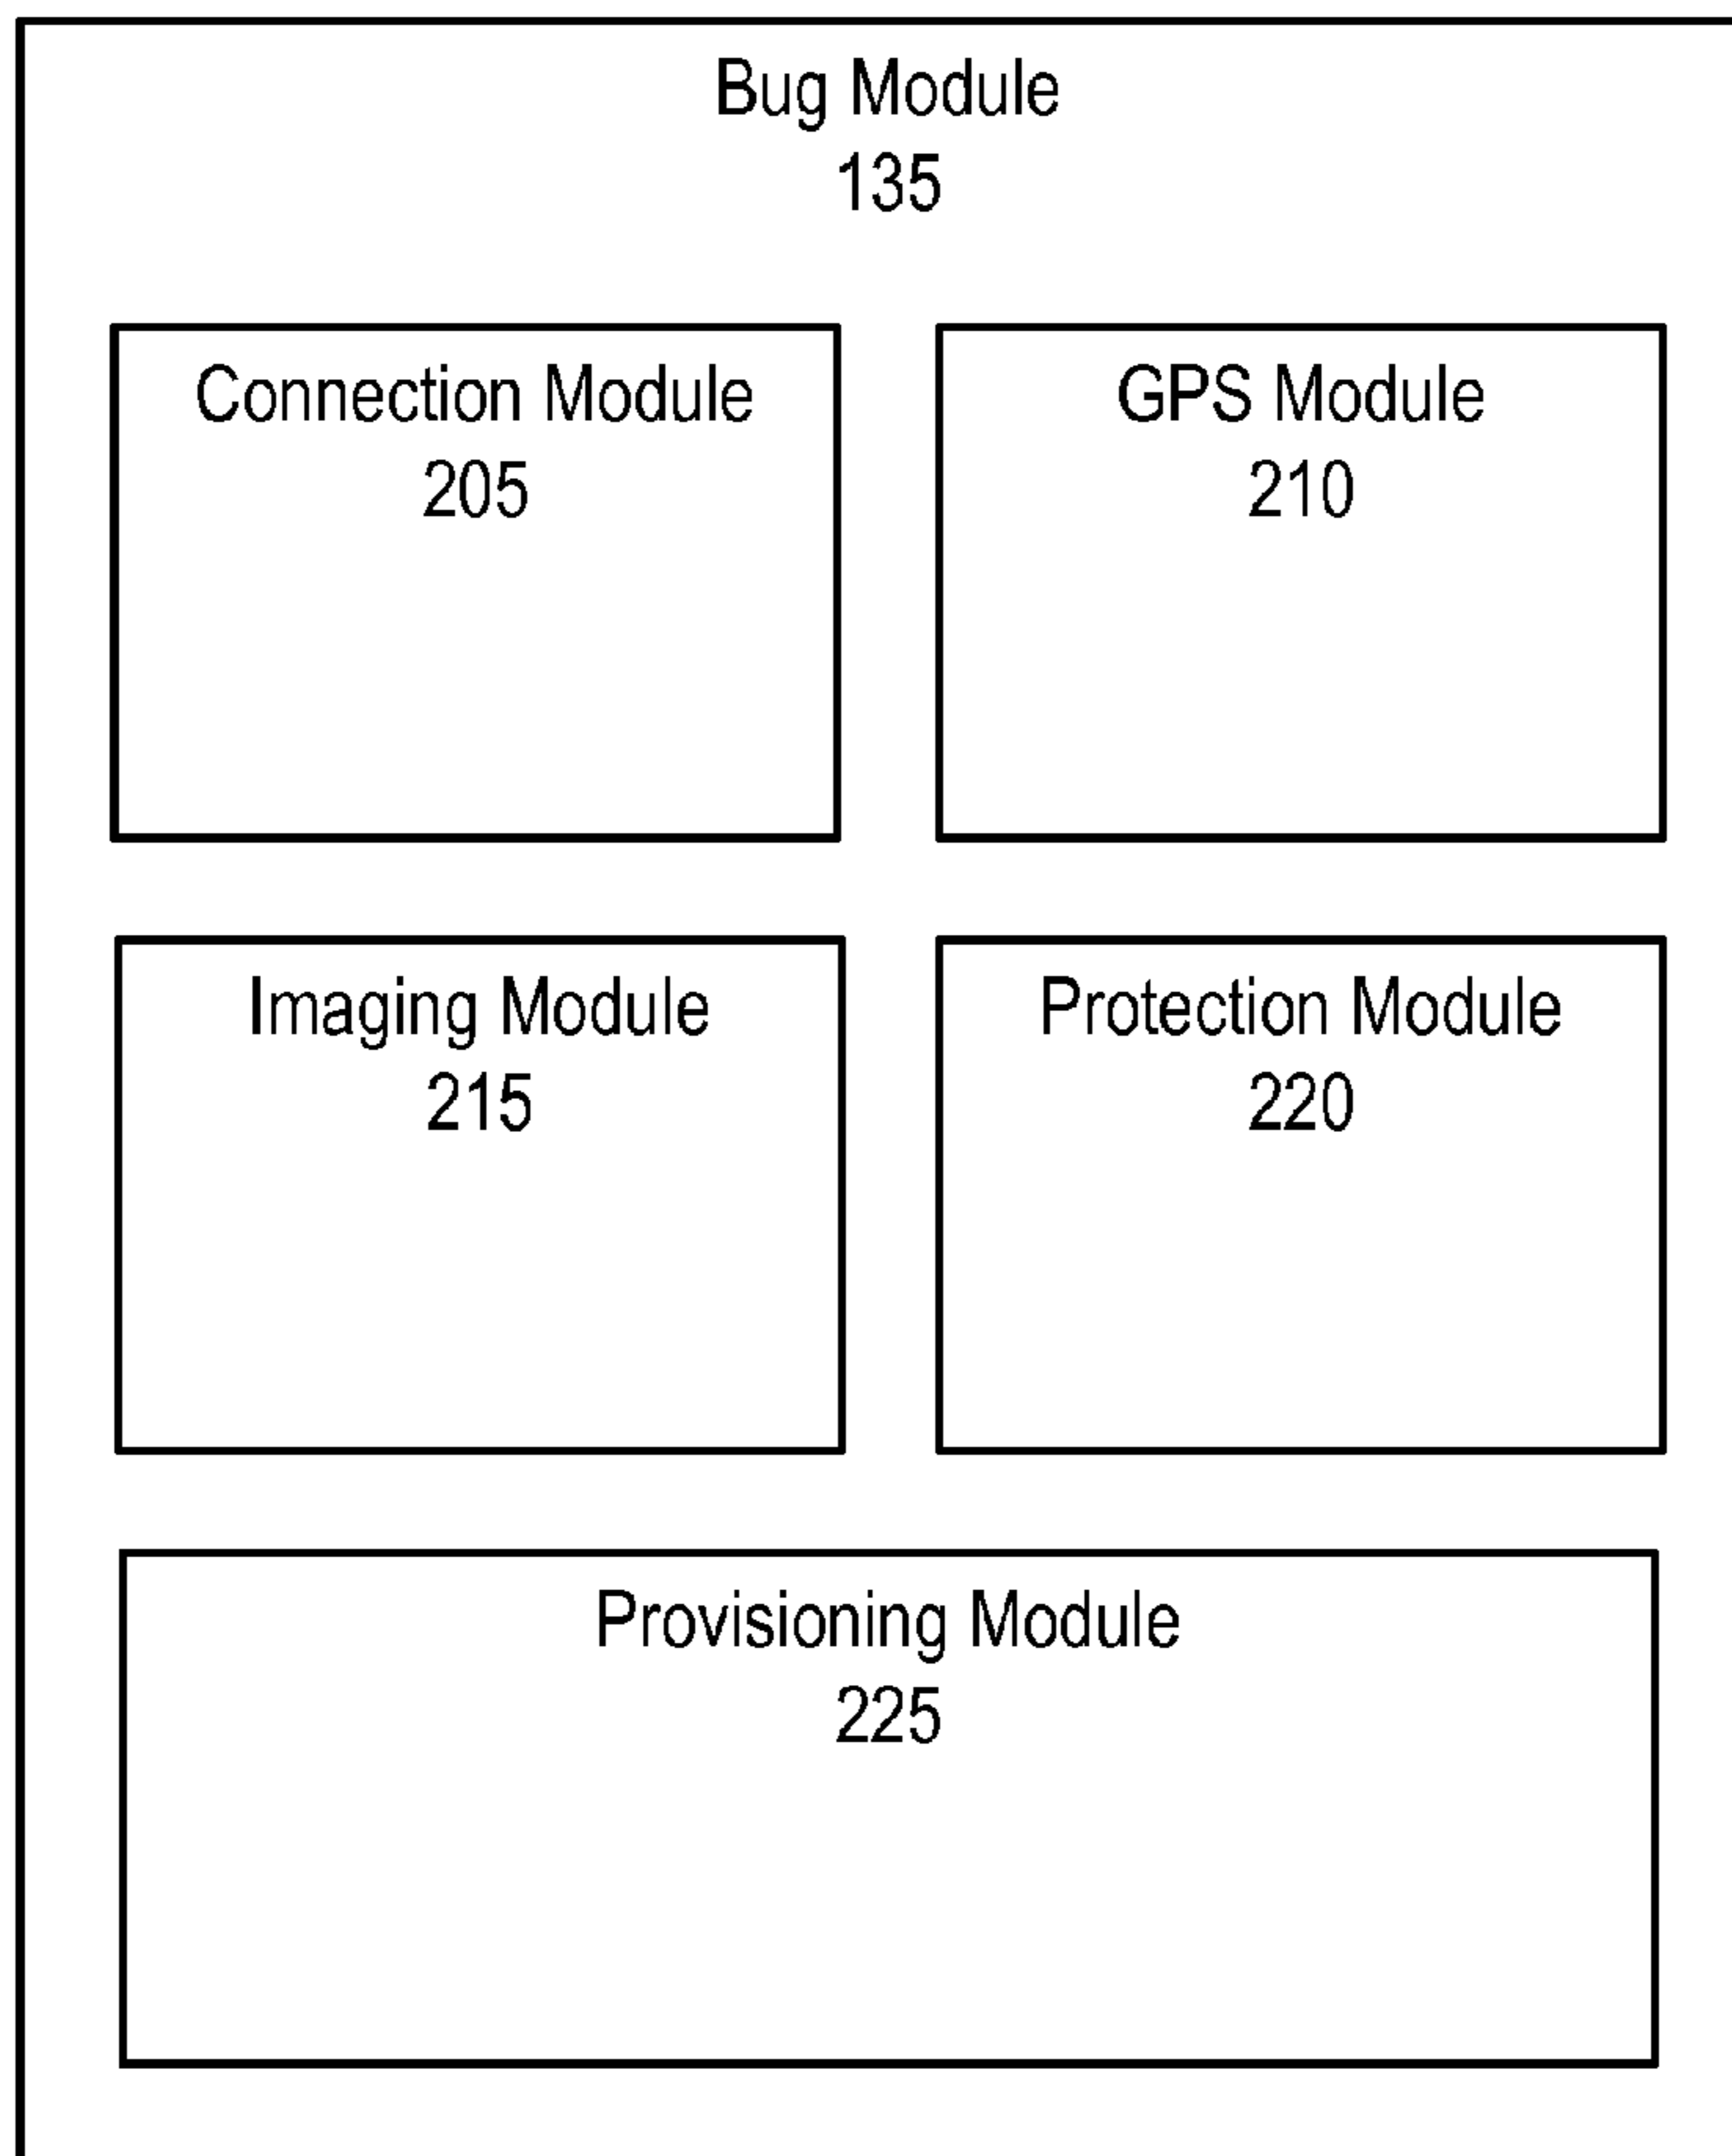 Bug Module
135
Connection Module
205
GPS Module
210
Imaging Module
215
Protection Module
220
Provisioning Module
225